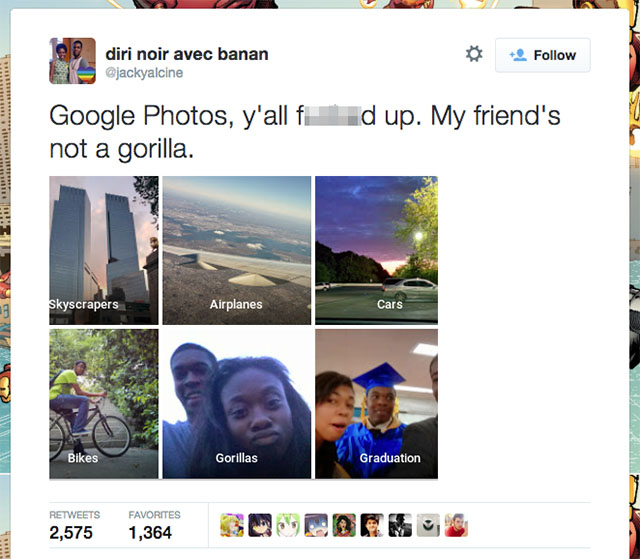 diri noir avec banan
@jackyalcine
Follow
Google Photos, y'all f d up. My friend's
not a gorilla.
Skyscrapers
Airplanes
Cars
Bikes
Gorillas
Graduation
RETWEETS
FAVORITES
2,575
1,364